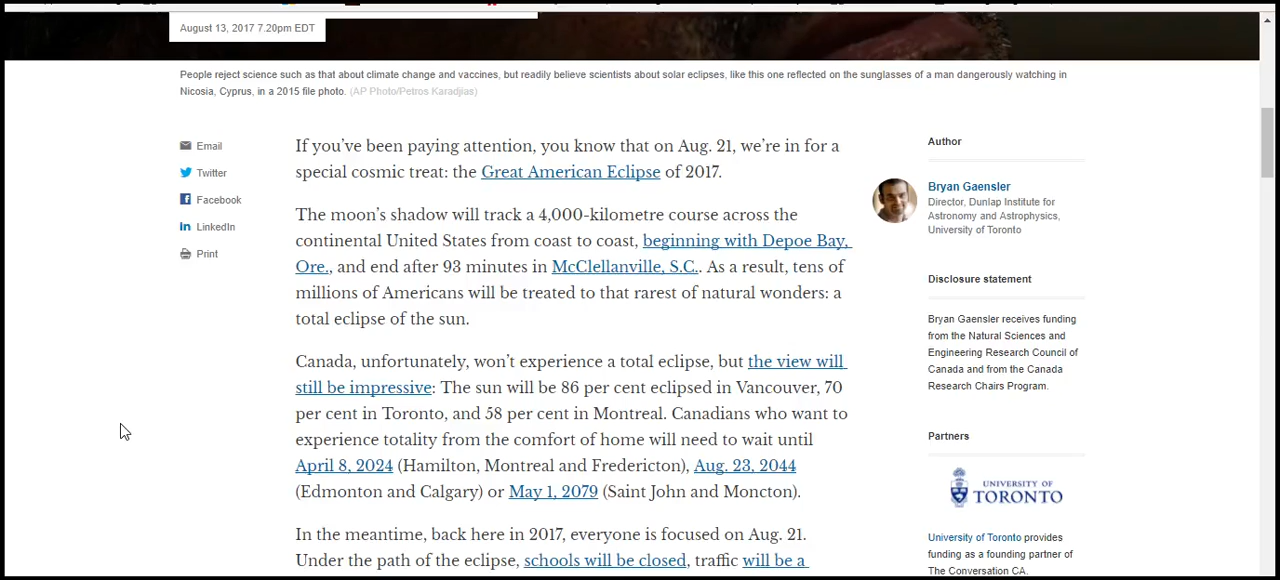 August 13, 2017 7.20pm EDT
People reject science such as that about climate change and vaccines, but readily believe scientists about solar eclipses, like this one reflected on the sunglasses of a man dangerously watching in
Nicosia, Cyprus, in a 2015 file photo. (AP Photo/Petros Karadjias)
Email
Twitter
Facebook
LinkedIn
Print
If you’ve been paying attention, you know that on Aug. 21, we’re in for a
special cosmic treat: the Great American Eclipse of 2017.
The moon’s shadow will track a 4,000-kilometre course across the
continental United States from coast to coast, beginning with Depoe Bay,
Ore., and end after 93 minutes in McClellanville, S.C.. As a result, tens of
millions of Americans will be treated to that rarest of natural wonders: a
total eclipse of the sun.
Canada, unfortunately, won’t experience a total eclipse, but the view will
still be impressive: The sun will be 86 per cent eclipsed in Vancouver, 70
per cent in Toronto, and 58 per cent in Montreal. Canadians who want to
experience totality from the comfort of home will need to wait until
April 8, 2024 (Hamilton, Montreal and Fredericton), Aug. 23, 2044
(Edmonton and Calgary) or May 1, 2079 (Saint John and Moncton).
In the meantime, back here in 2017, everyone is focused on Aug. 21.
Under the path of the eclipse, schools will be closed, traffic will be a
Author
Bryan Gaensler
Director, Dunlap Institute for
Astronomy and Astrophysics,
University of Toronto
Disclosure statement
Bryan Gaensler receives funding
from the Natural Sciences and
Engineering Research Council of
Canada and from the Canada
Research Chairs Program.
Partners
UNIVERSITY OF
TORONTO
University of Toronto provides
funding as a founding partner of
The Conversation CA.